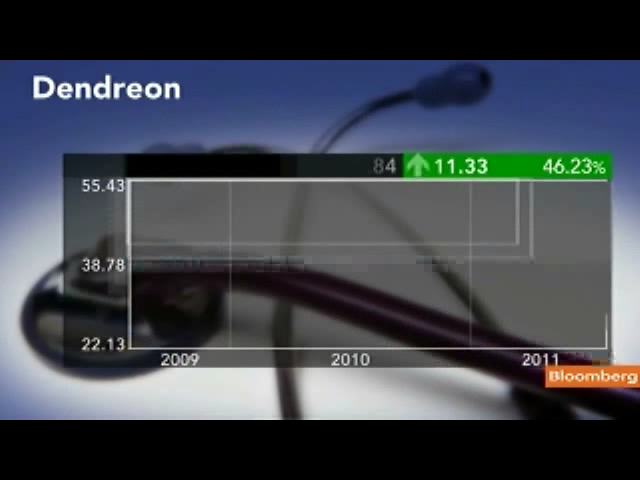 Dendreon
84 11.33 46.23%
55.43
38.78
22.13
2009 2010 2011
Bloomberg